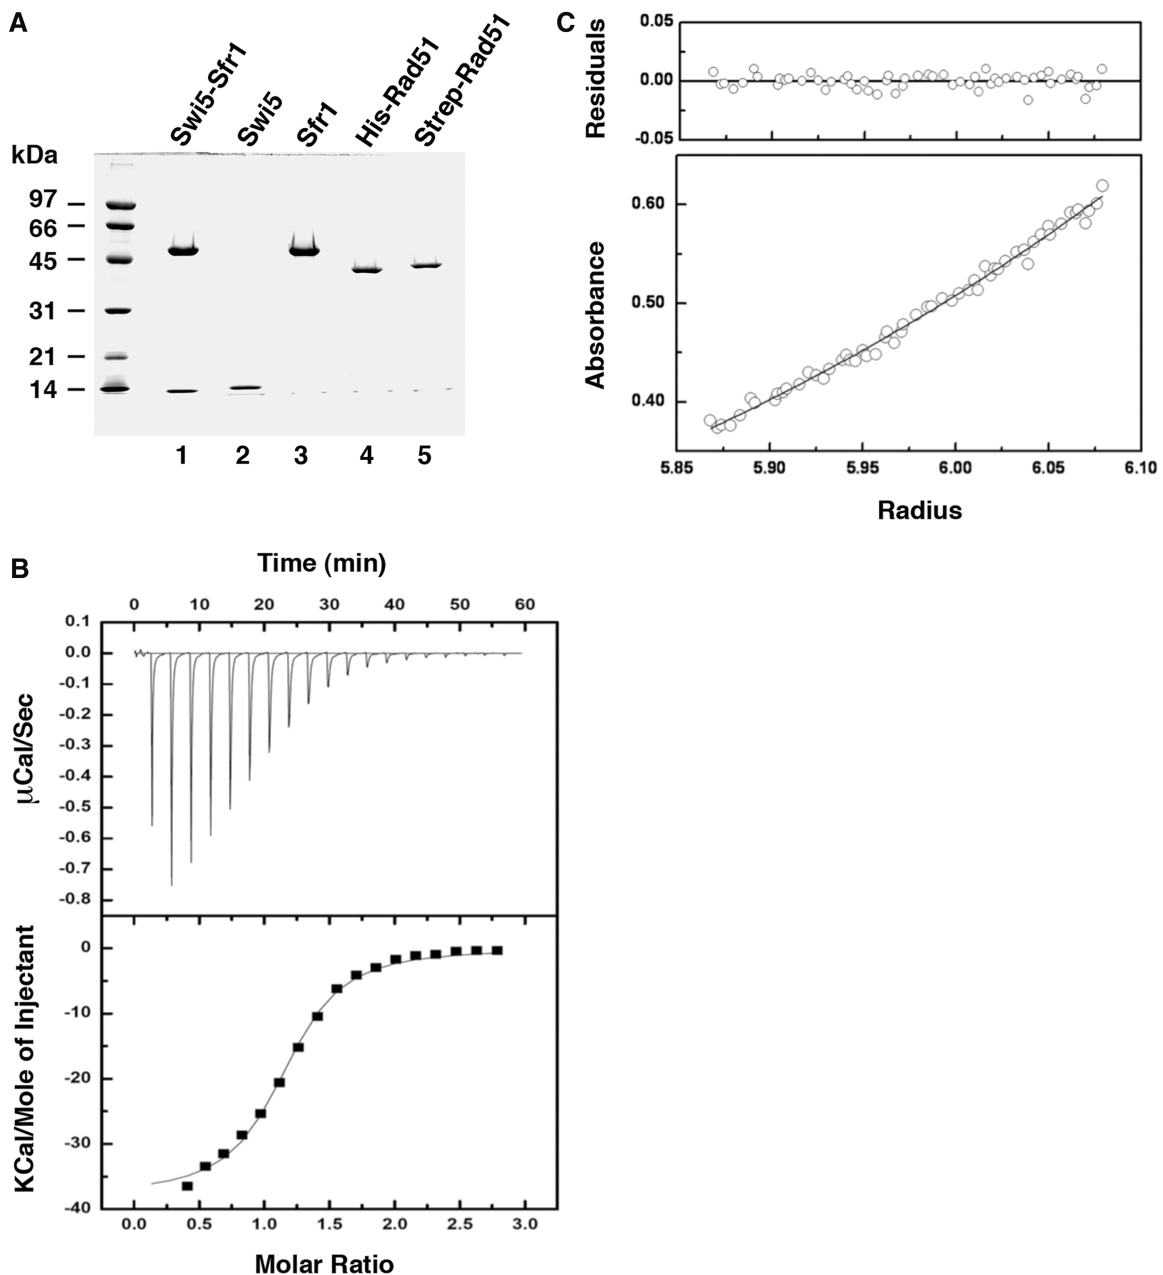 A
Swi5-Sfr1
Swi5
Sfr1
His-Rad51
Strep-Rad51
kDa
97
66
45
31
21
14
1 2 3 4 5
C
Residuals
0.05
0.00
-0.05
Absorbance
0.60
0.50
0.40
5.85 5.90 5.95 6.00 6.05 6.10
Radius
B
Time (min)
0 10 20 30 40 50 60
µCal/Sec
0.1
0.0
-0.1
-0.2
-0.3
-0.4
-0.5
-0.6
-0.7
-0.8
KCal/Mole of Injectant
0
-10
-20
-30
-40
0.0 0.5 1.0 1.5 2.0 2.5 3.0
Molar Ratio